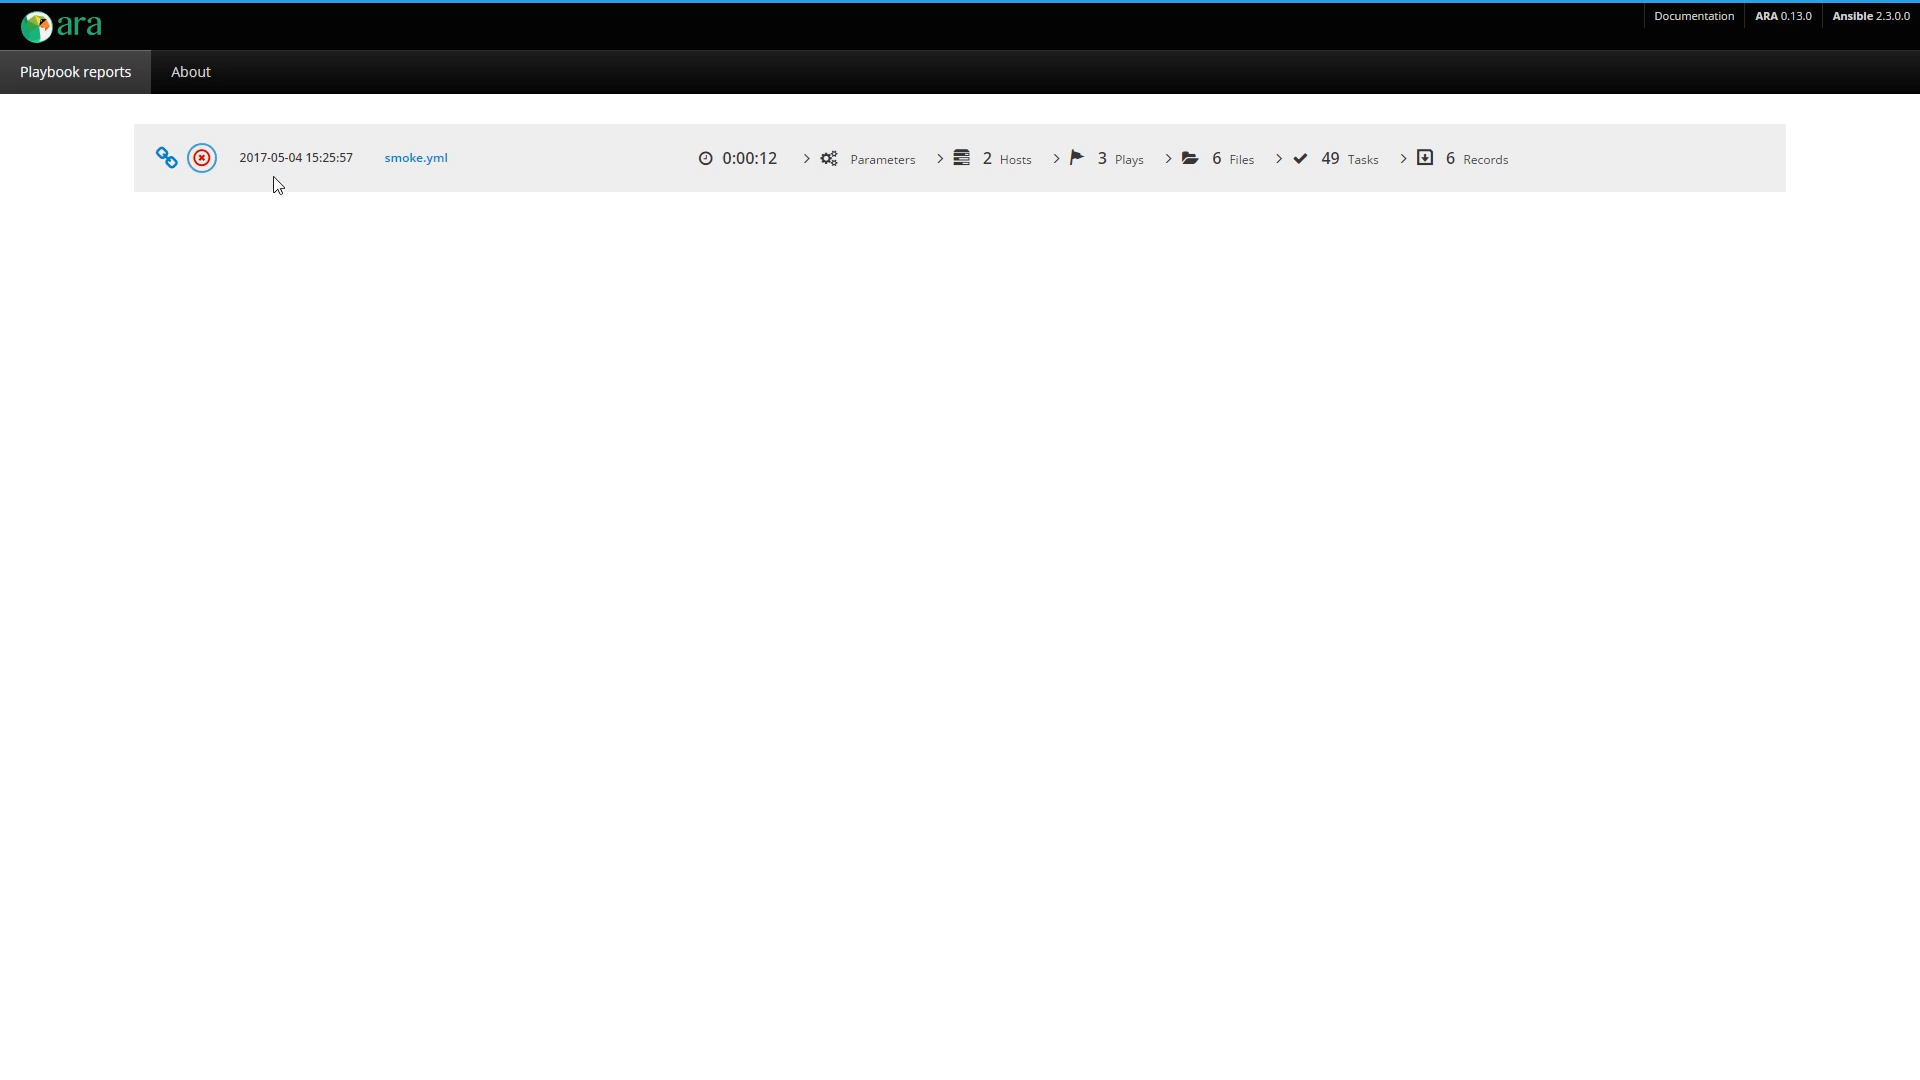 ara
Documentation ARA 0.13.0 Ansible 2.3.0.0
Playbook reports About
2017-05-04 15:25:57 smoke.yml 0:00:12 Parameters 2 Hosts 3 Plays 6 Files 49 Tasks 6 Records